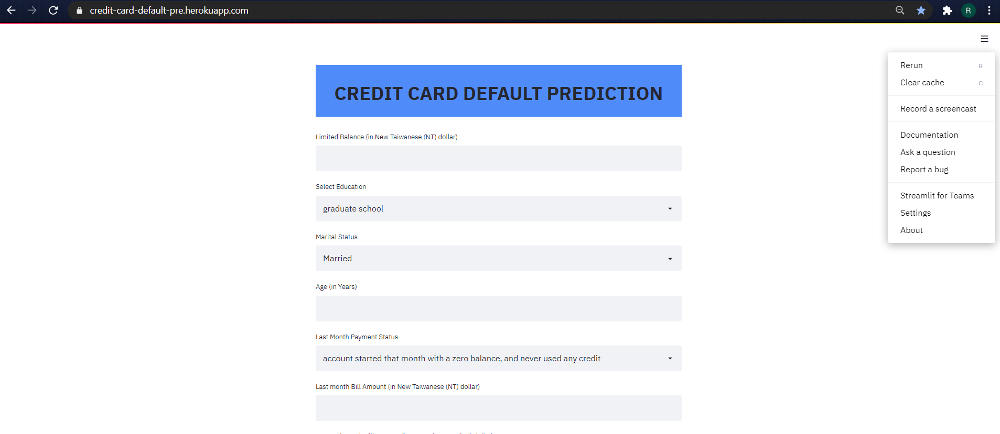 credit-card-default-pre.herokuapp.com
R
Rerun R
Clear cache C
Record a screencast
Documentation
Ask a question
Report a bug
Streamlit for Teams
Settings
About
CREDIT CARD DEFAULT PREDICTION
Limited Balance (in New Taiwanese (NT) dollar)
Select Education
graduate school
Marital Status
Married
Age (in Years)
Last Month Payment Status
account started that month with a zero balance, and never used any credit
Last month Bill Amount (in New Taiwanese (NT) dollar)